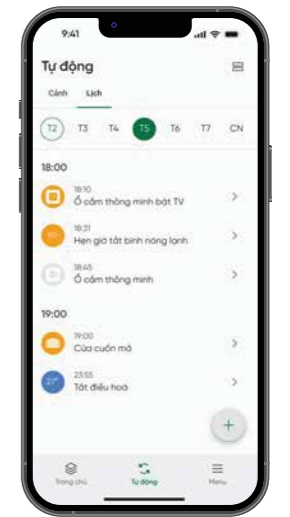 9:41
Tự động
Cảnh Lịch
T2 T3 T4 T5 T6 T7 CN
18:00
18:10
Ổ cắm thông minh bật TV
18:31
Hẹn giờ tắt bình nóng lạnh
18:45
Ổ cắm thông minh
19:00
19:00
Cửa cuốn mở
27°
23:55
Tắt điều hoà
+
Trang chủ Tự động Menu